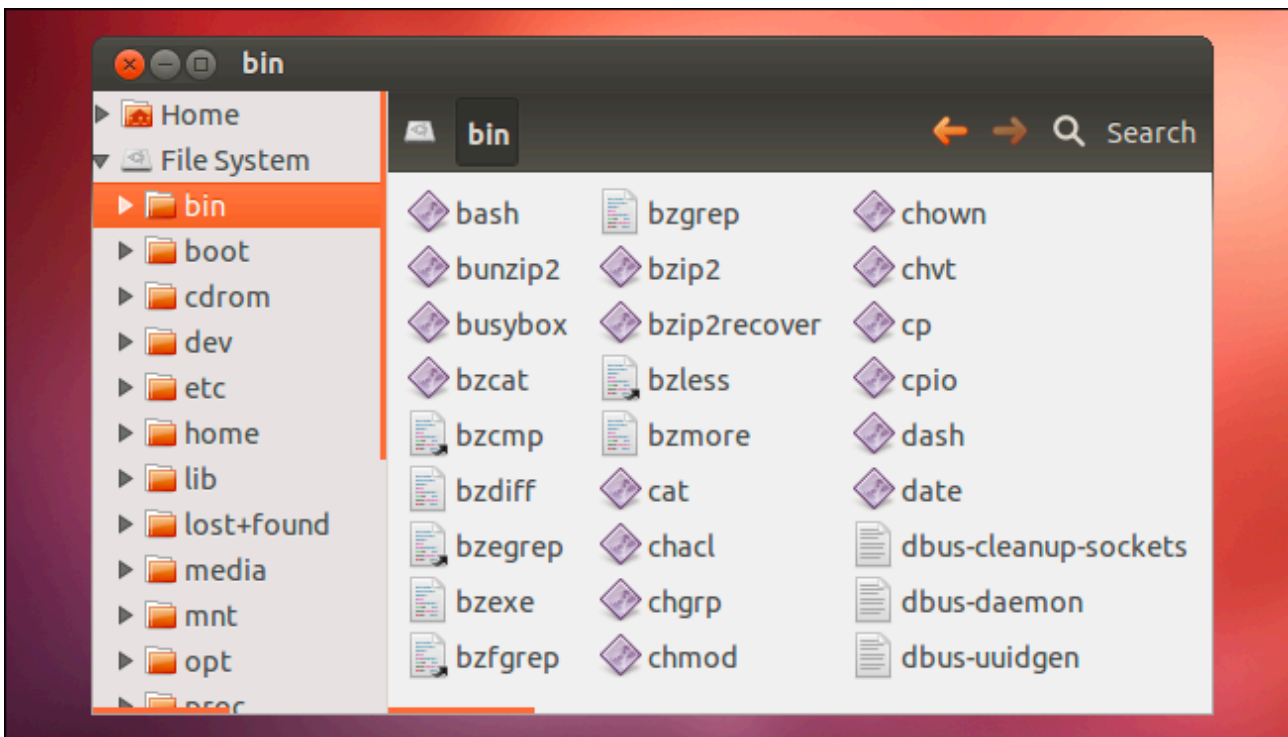 bin
Home
File System
bin
boot
cdrom
dev
etc
home
lib
lost+found
media
mnt
opt
proc
bin
Search
bash
bunzip2
busybox
bzcat
bzcmp
bzdiff
bzegrep
bzexe
bzfgrep
bzgrep
bzip2
bzip2recover
bzless
bzmore
cat
chacl
chgrp
chmod
chown
chvt
cp
cpio
dash
date
dbus-cleanup-sockets
dbus-daemon
dbus-uuidgen